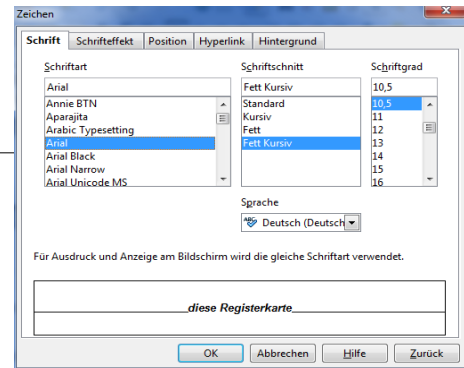 Zeichen
Schrift Schrifteffekt Position Hyperlink Hintergrund
Schriftart Schriftschnitt Schriftgrad
Arial Fett Kursiv 10,5
Annie BTN Standard 10,5
Aparajita Kursiv 11
Arabic Typesetting Fett 12
Arial Fett Kursiv 13
Arial Black 14
Arial Narrow 15
Arial Unicode MS 16
Sprache
Deutsch (Deutsch
Für Ausdruck und Anzeige am Bildschirm wird die gleiche Schriftart verwendet.
diese Registerkarte
OK Abbrechen Hilfe Zurück